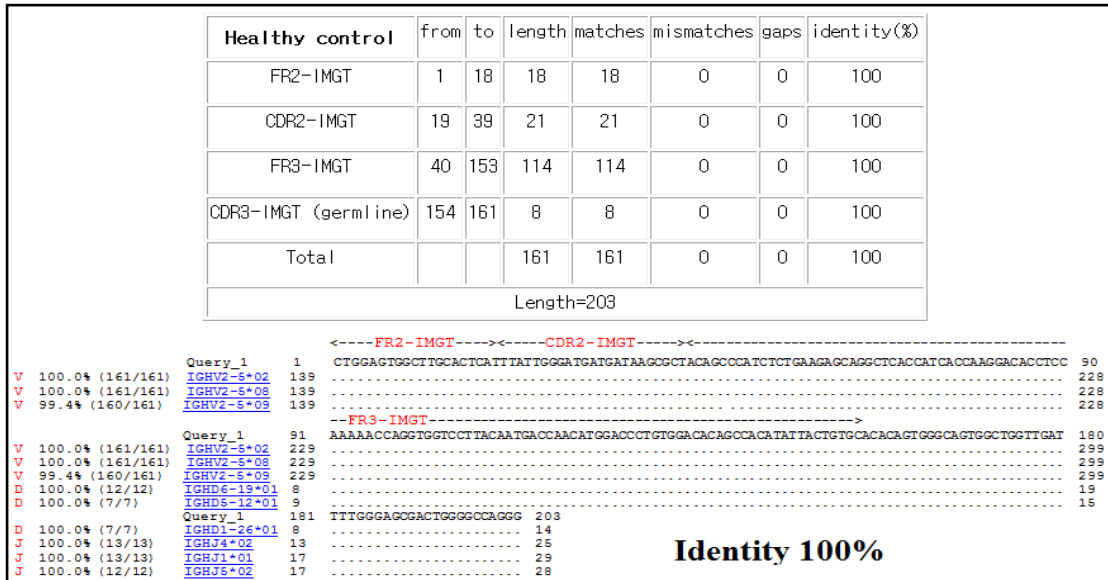 Healthy control from to length matches mismatches gaps identity(%)
FR2-IMGT 1 18 18 18 0 0 100
CDR2-IMGT 19 39 21 21 0 0 100
FR3-IMGT 40 153 114 114 0 0 100
CDR3-IMGT (germline) 154 161 8 8 0 0 100
Total 161 161 0 0 100
Length=203
<----FR2-IMGT----><-----CDR2-IMGT-----><--------------------------------------------------
Query_1 1 CTGGAGTGGCTTGCACTCATTTATTGGGATGATGATAAGCGCTACAGCCCATCTCTGAAGAGCAGGCTCACCATCACCAAGGACACCTCC 90
V 100.0% (161/161) IGHV2-5*02 139 .......................................................................................... 228
V 100.0% (161/161) IGHV2-5*08 139 .......................................................................................... 228
V 99.4% (160/161) IGHV2-5*09 139 .......................................................................................... 228
--FR3-IMGT---------------------------------------------------->
Query_1 91 AAAAACCAGGTGGTCCTTACAATGACCAACATGGACCCTGTGGACACAGCCACATATTACTGTGCACACAGTGGGCAGTGGCTGGTTGAT 180
V 100.0% (161/161) IGHV2-5*02 229 .......................................................................................... 299
V 100.0% (161/161) IGHV2-5*08 229 .......................................................................................... 299
V 99.4% (160/161) IGHV2-5*09 229 .......................................................................................... 299
D 100.0% (12/12) IGHD6-19*01 8 .......................................................................................... 19
D 100.0% (7/7) IGHD5-12*01 9 .......................................................................................... 15
Query_1 181 TTTGGGAGCGACTGGGGCCAGGG 203
D 100.0% (7/7) IGHD1-26*01 8 ....................... 14
J 100.0% (13/13) IGHJ4*02 13 ....................... 25
J 100.0% (13/13) IGHJ1*01 17 ....................... 29
J 100.0% (12/12) IGHJ5*02 17 ....................... 28
Identity 100%